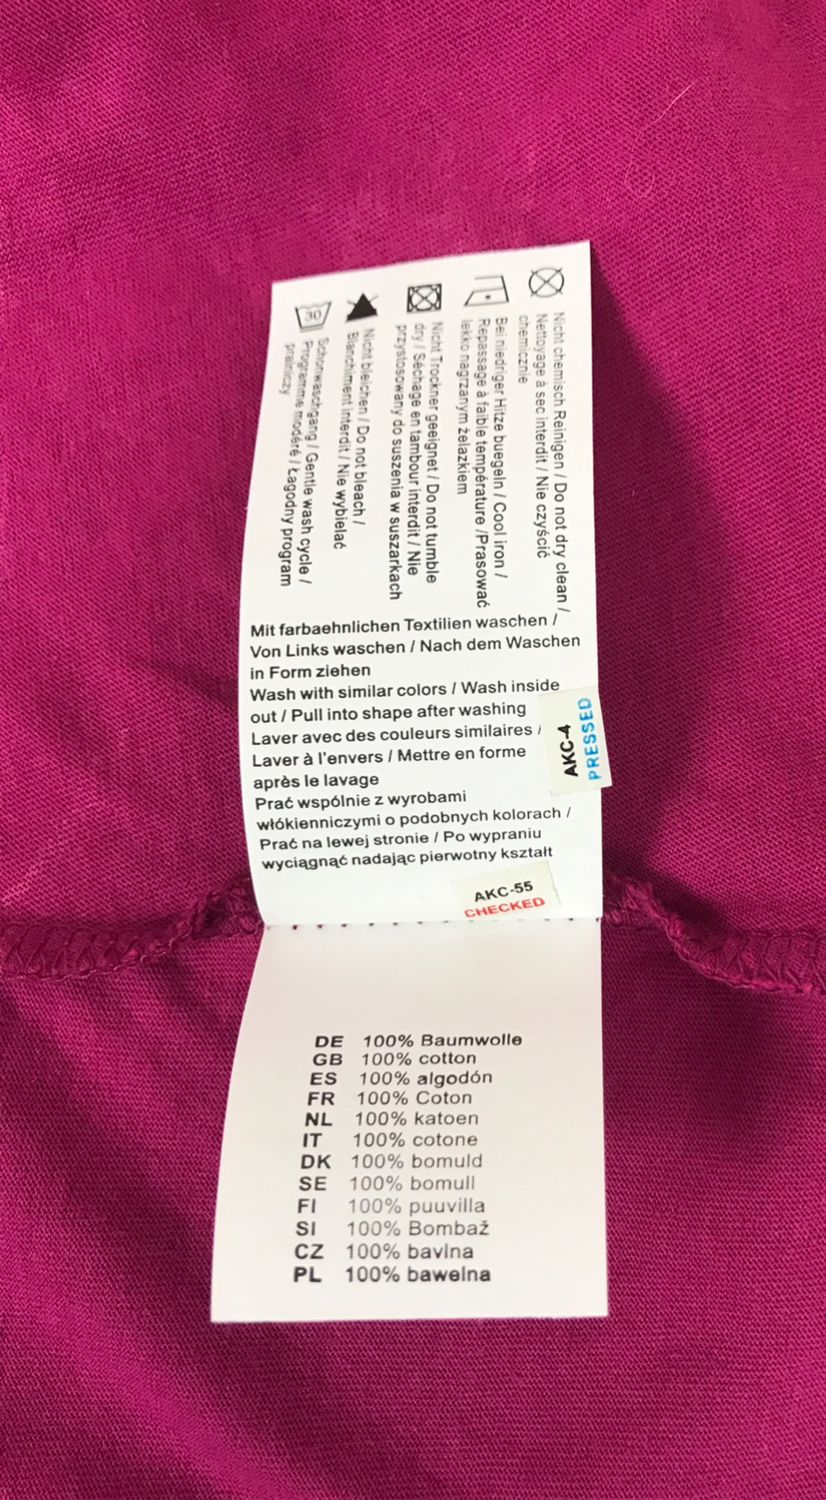 30
Schonwaschgang / Gentle wash cycle /
Programme modéré / Łagodny program
pralniczy
Nicht bleichen / Do not bleach /
Blanchiment interdit / Nie wybielać
Nicht Trockner geeignet / Do not tumble
dry / Séchage en tambour interdit / Nie
przystosowany do suszenia w suszarkach
Bei niedriger Hitze buegeln / Cool iron /
Repassage à faible température /Prasować
lekko nagrzanym żelazkiem
Nicht chemisch Reinigen / Do not dry clean /
Nettoyage à sec interdit / Nie czyścić
chemicznie
Mit farbaehnlichen Textilien waschen /
Von Links waschen / Nach dem Waschen
in Form ziehen
Wash with similar colors / Wash inside
out / Pull into shape after washing
Laver avec des couleurs similaires /
Laver à l'envers / Mettre en forme
après le lavage
Prać wspólnie z wyrobami
włókienniczymi o podobnych kolorach /
Prać na lewej stronie / Po wypraniu
wyciągnąć nadając pierwotny kształt
AKC-4
PRESSED
AKC-55
CHECKED
DE 100% Baumwolle
GB 100% cotton
ES 100% algodón
FR 100% Coton
NL 100% katoen
IT 100% cotone
DK 100% bomuld
SE 100% bomull
FI 100% puuvilla
SI 100% Bombaž
CZ 100% bavlna
PL 100% bawelna